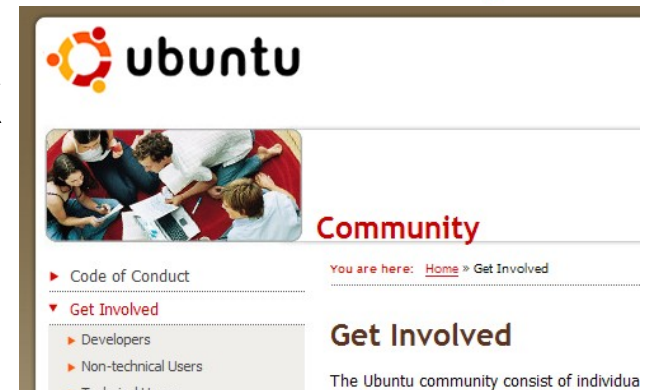 ubuntu
Community
Code of Conduct
Get Involved
Developers
Non-technical Users
You are here: Home » Get Involved
Get Involved
The Ubuntu community consist of individua